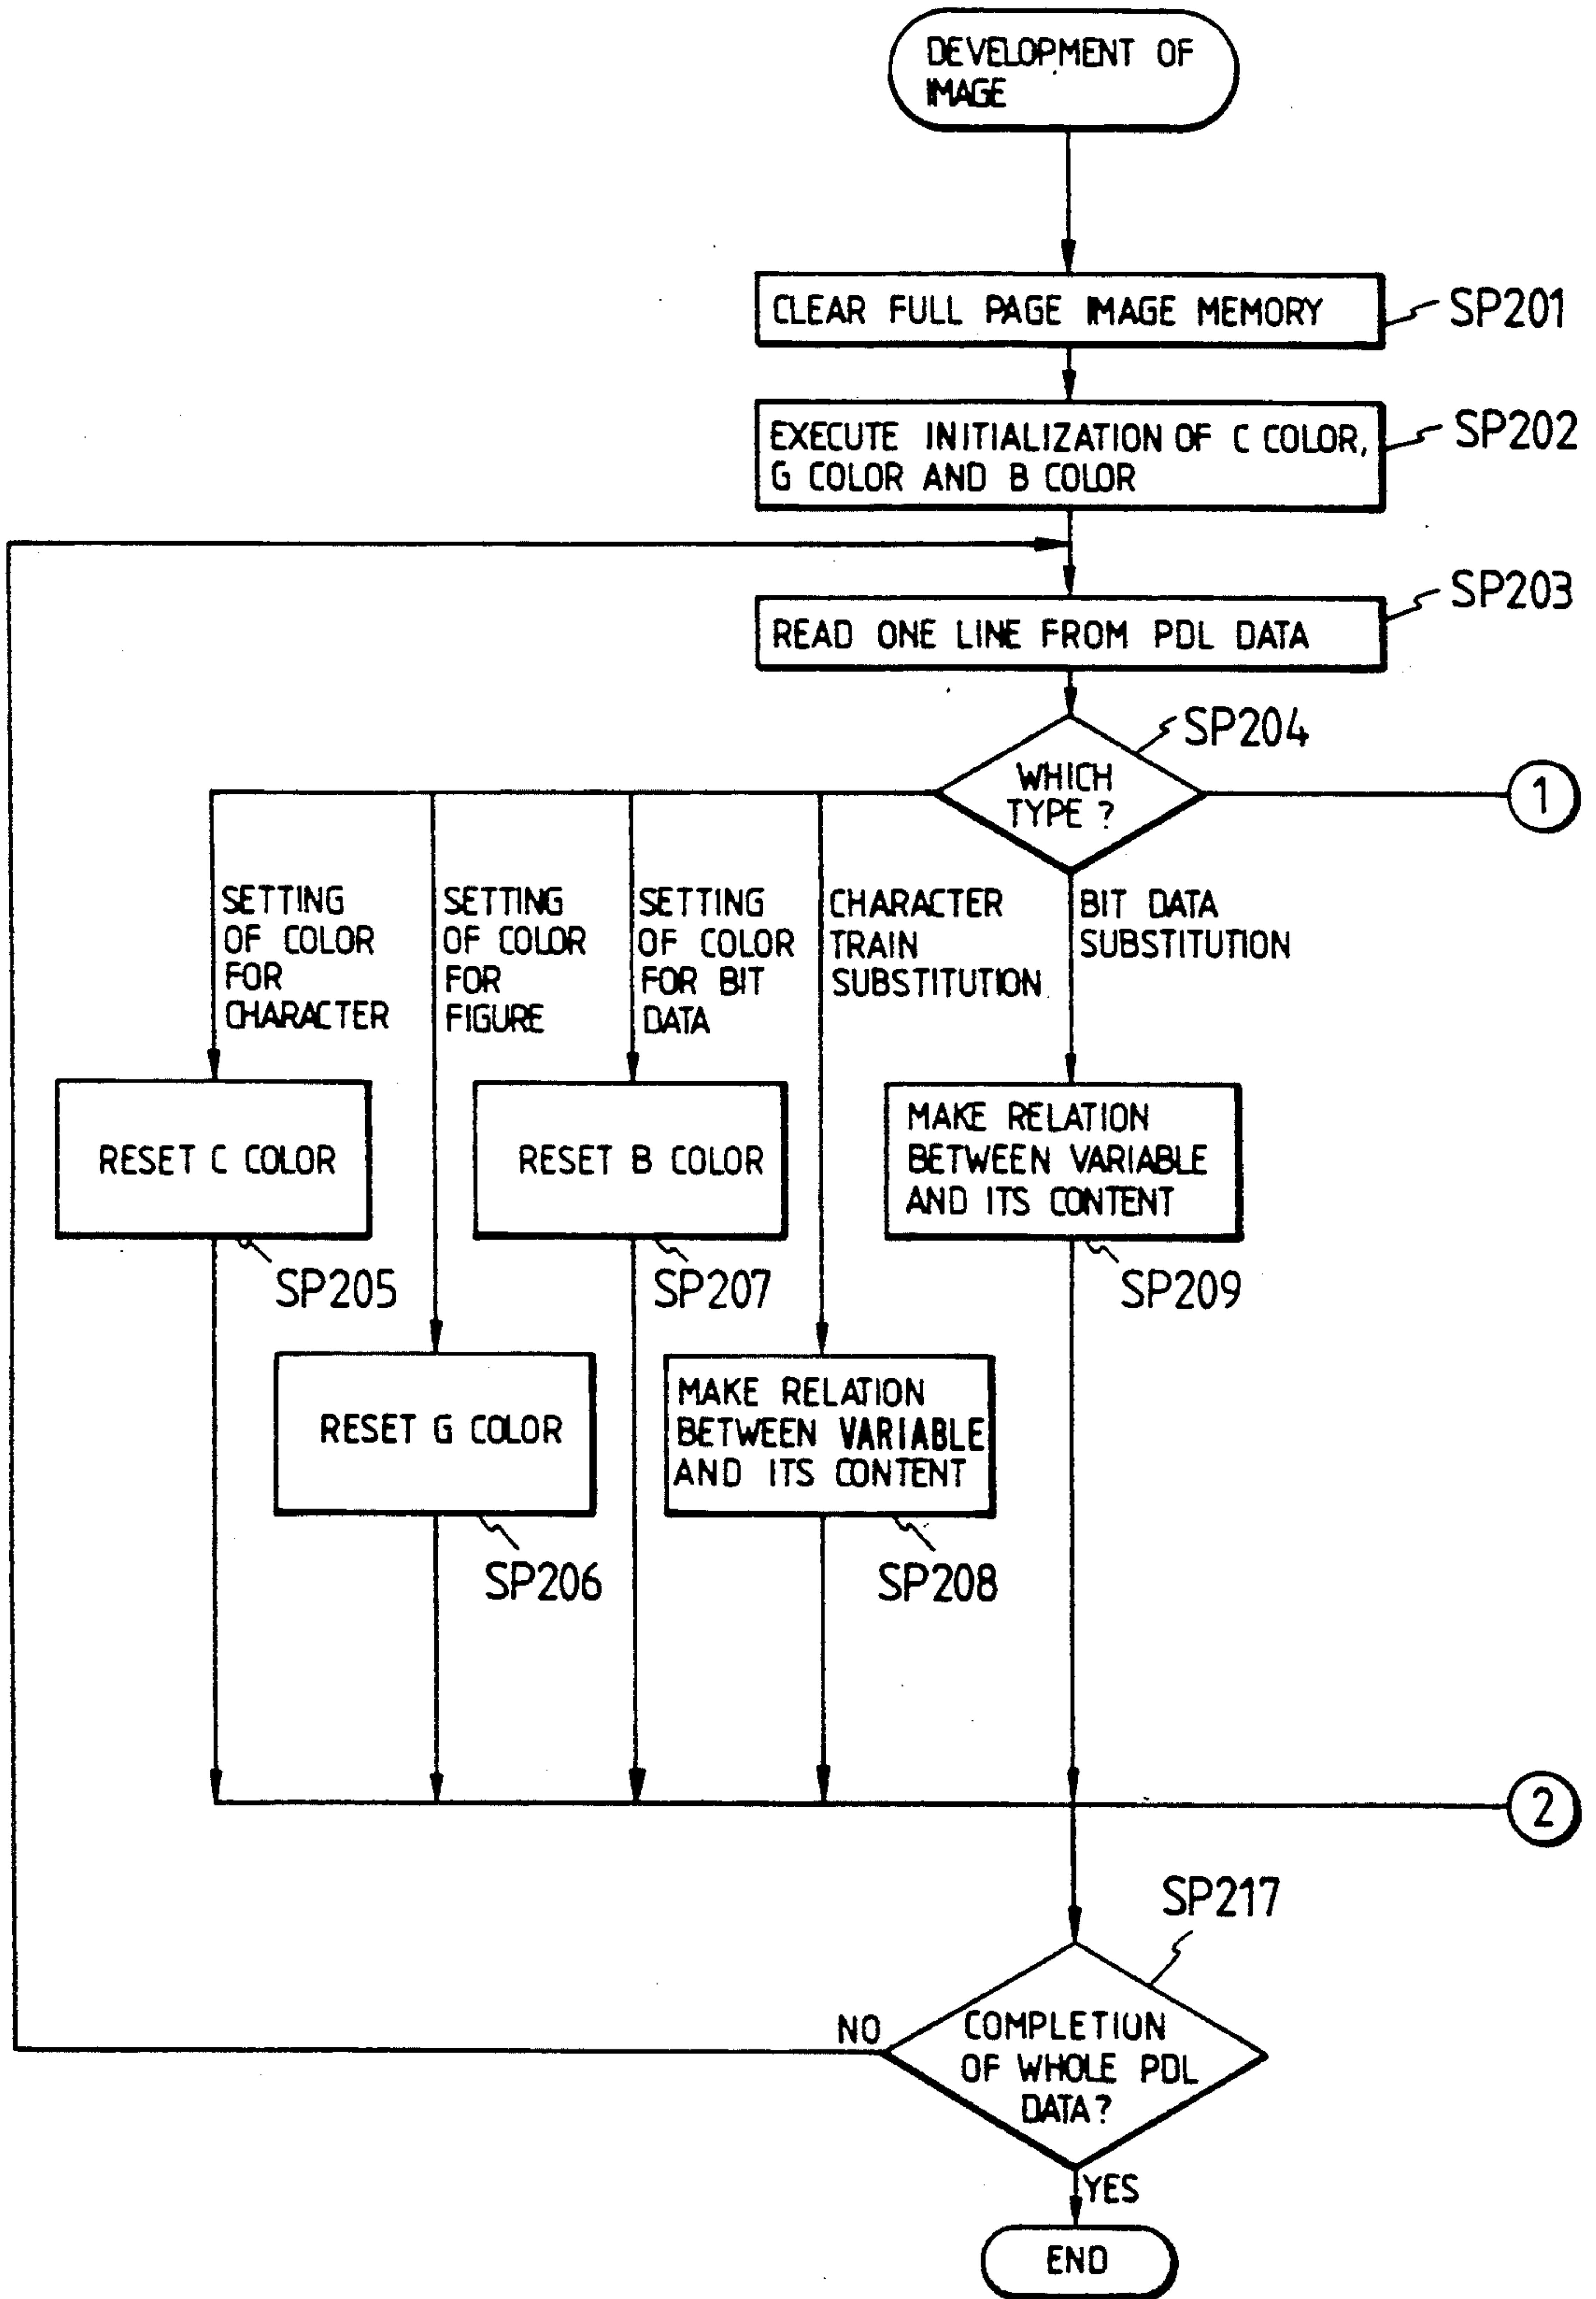 DEVELOPMENT OF
IMAGE
CLEAR FULL PAGE IMAGE MEMORY
SP201
EXECUTE INITIALIZATION OF C COLOR,
G COLOR AND B COLOR
SP202
READ ONE LINE FROM PDL DATA
SP203
SP204
WHICH
TYPE ?
1
SETTING
OF COLOR
FOR
CHARACTER
SETTING
OF COLOR
FOR
FIGURE
SETTING
OF COLOR
FOR BIT
DATA
CHARACTER
TRAIN
SUBSTITUTION
BIT DATA
SUBSTITUTION
RESET C COLOR
SP205
RESET B COLOR
SP207
MAKE RELATION
BETWEEN VARIABLE
AND ITS CONTENT
SP209
RESET G COLOR
SP206
MAKE RELATION
BETWEEN VARIABLE
AND ITS CONTENT
SP208
2
SP217
COMPLETION
OF WHOLE PDL
DATA?
NO
YES
END